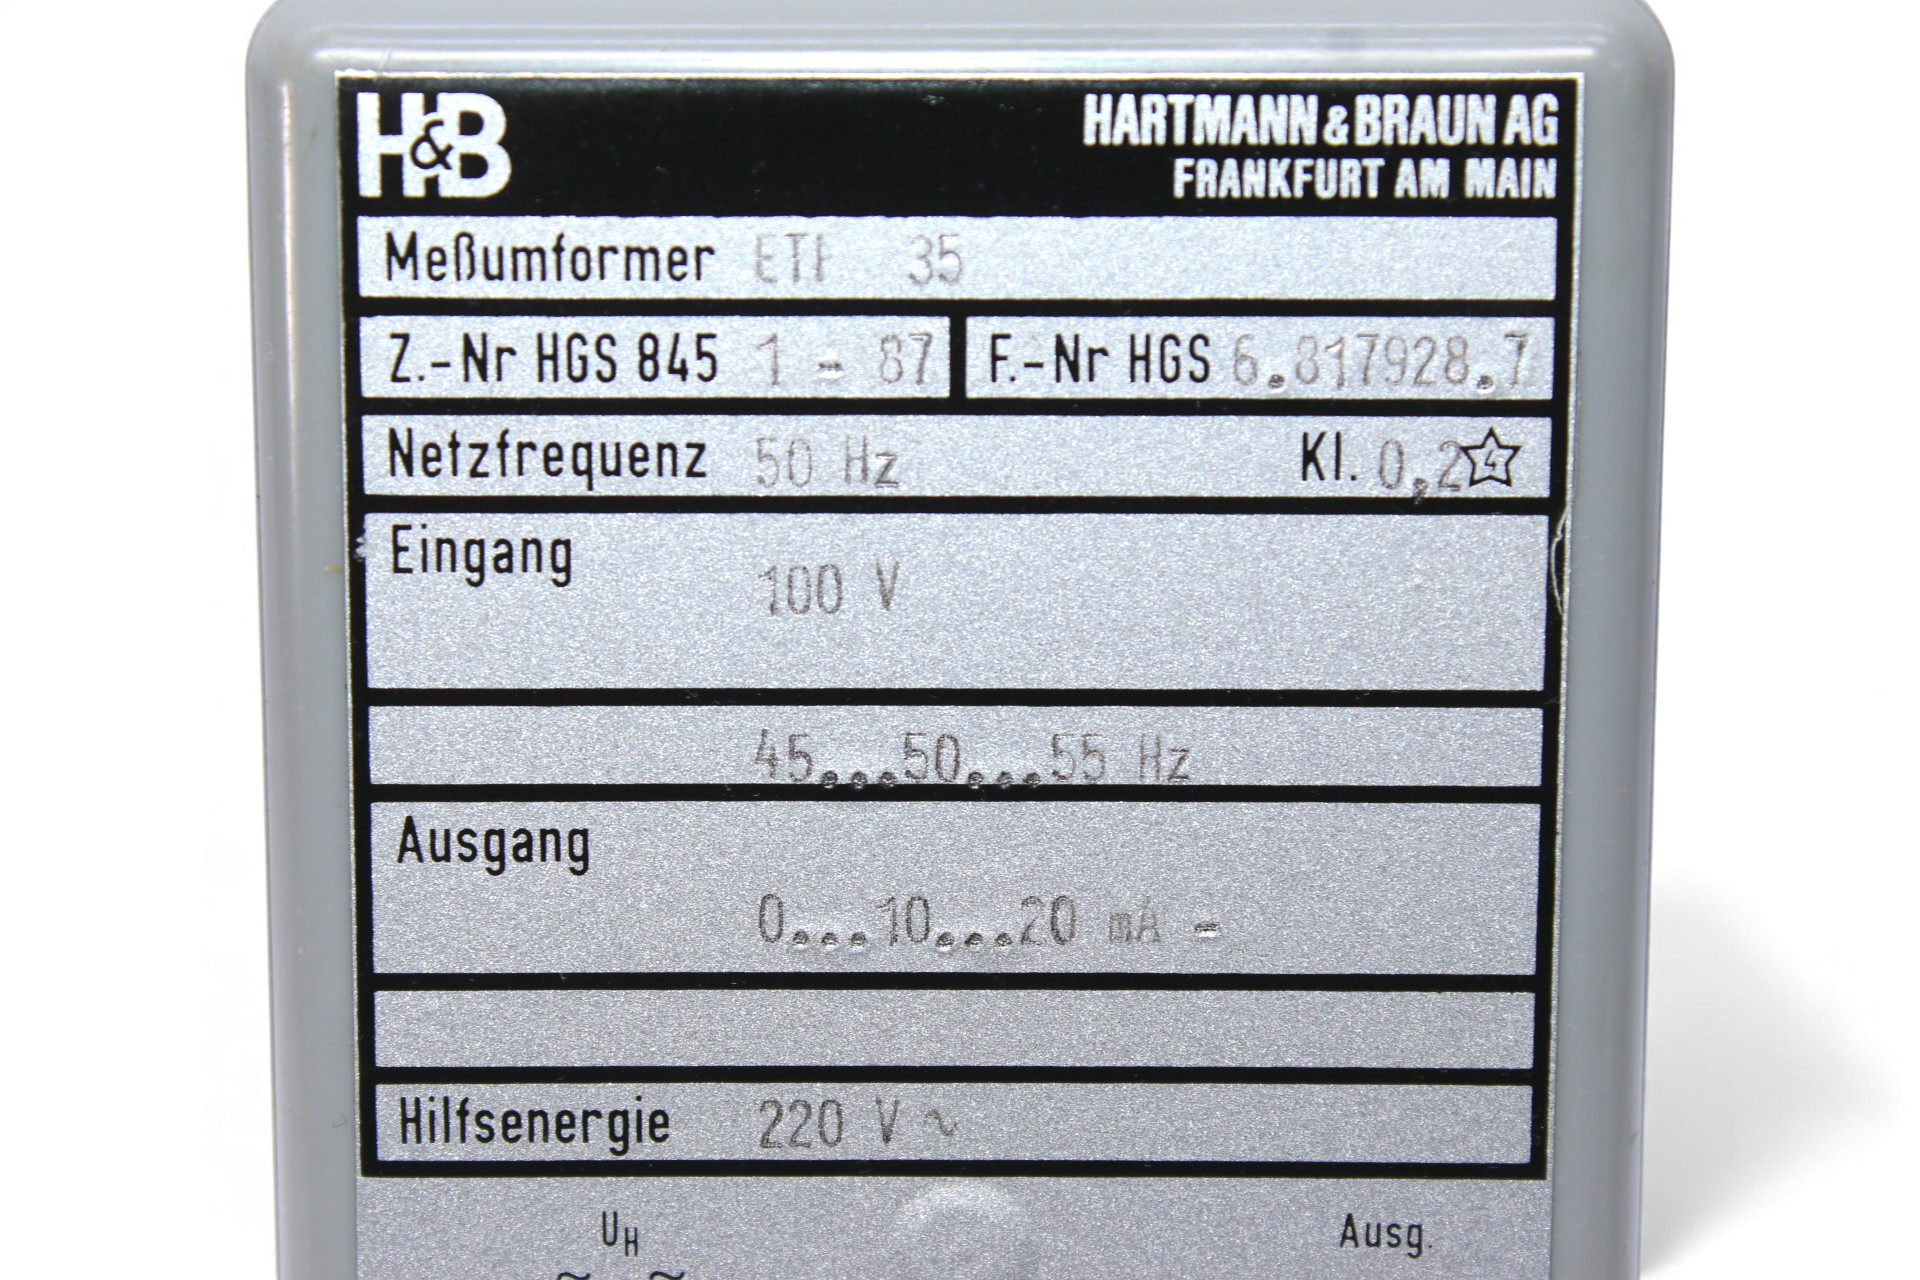 H&B
HARTMANN & BRAUN AG
FRANKFURT AM MAIN
Meßumformer ETF 35
Z.-Nr HGS 845 1 - 87
F.-Nr HGS 6.817928.7
Netzfrequenz 50 Hz Kl. 0,2 4
Eingang
100 V
45...50...55 Hz
Ausgang
0...10...20 mA -
Hilfsenergie 220 V ~
UH Ausg.
~ ~